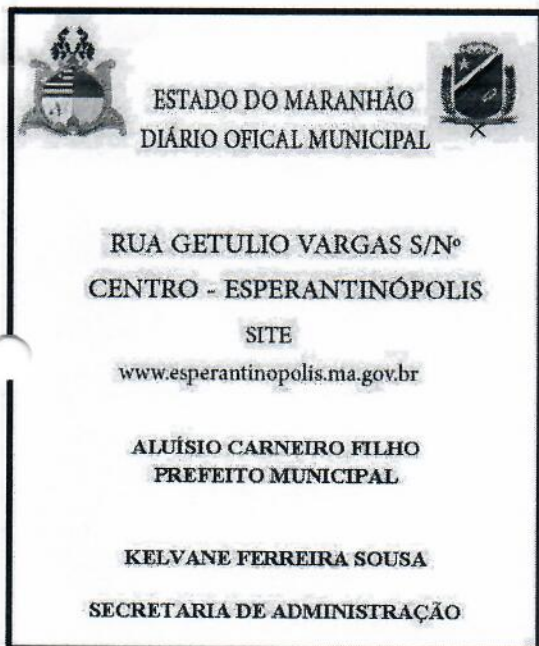 ESTADO DO MARANHÃO
DIÁRIO OFICAL MUNICIPAL
RUA GETULIO VARGAS S/Nº
CENTRO - ESPERANTINÓPOLIS
SITE
www.esperantinopolis.ma.gov.br
ALUÍSIO CARNEIRO FILHO
PREFEITO MUNICIPAL
KELVANE FERREIRA SOUSA
SECRETARIA DE ADMINISTRAÇÃO